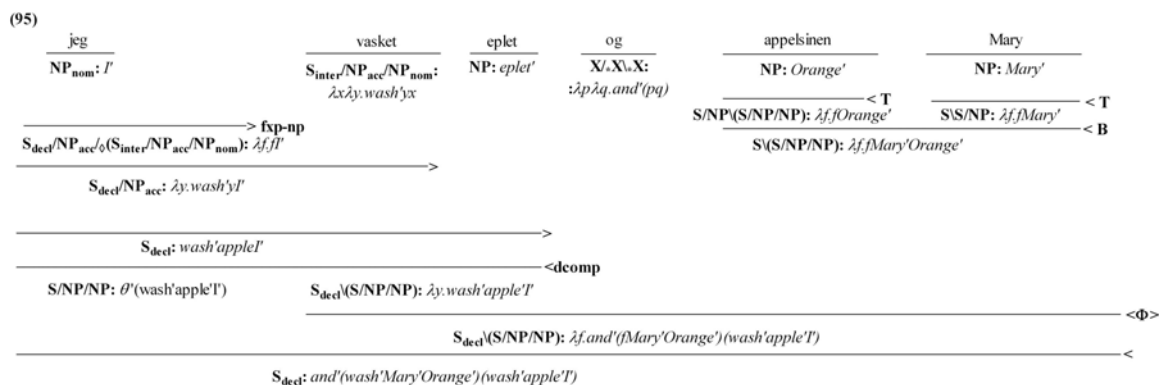 (95)
jeg vasket eplet og appelsinen Mary
NP_nom: I' S_inter/NP_acc/NP_nom: NP: eplet' X/⋆X\⋆X: NP: Orange' NP: Mary'
λxλy.wash'yx :λpλq.and'(pq)
< T < T
S/NP\(S/NP/NP): λf.fOrange' S\S/NP: λf.fMary'
> fxp-np < B
S_decl/NP_acc/◊(S_inter/NP_acc/NP_nom): λf.fI' S\(S/NP/NP): λf.fMary'Orange'
>
S_decl/NP_acc: λy.wash'yI'
>
S_decl: wash'appleI'
<dcomp
S/NP/NP: θ'(wash'apple'I') S_decl\(S/NP/NP): λy.wash'apple'I'
<Φ>
S_decl\(S/NP/NP): λf.and'(fMary'Orange')(wash'apple'I')
<
S_decl: and'(wash'Mary'Orange')(wash'apple'I')